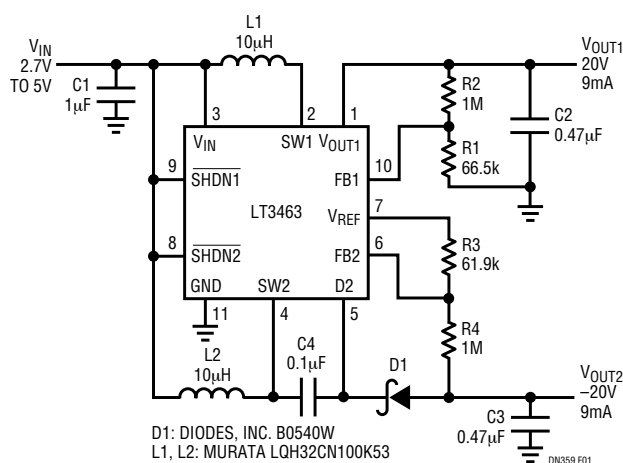 L1
10µH
VIN
2.7V
TO 5V
C1
1µF
VOUT1
20V
9mA
R2
1M
C2
0.47µF
R1
66.5k
3
2
1
VIN
SW1
VOUT1
9
SHDN1
FB1
10
LT3463
VREF
7
8
SHDN2
FB2
6
R3
61.9k
GND
SW2
D2
11
4
5
L2
10µH
C4
0.1µF
D1
R4
1M
VOUT2
–20V
9mA
C3
0.47µF
D1: DIODES, INC. B0540W
L1, L2: MURATA LQH32CN100K53
DN359 F01